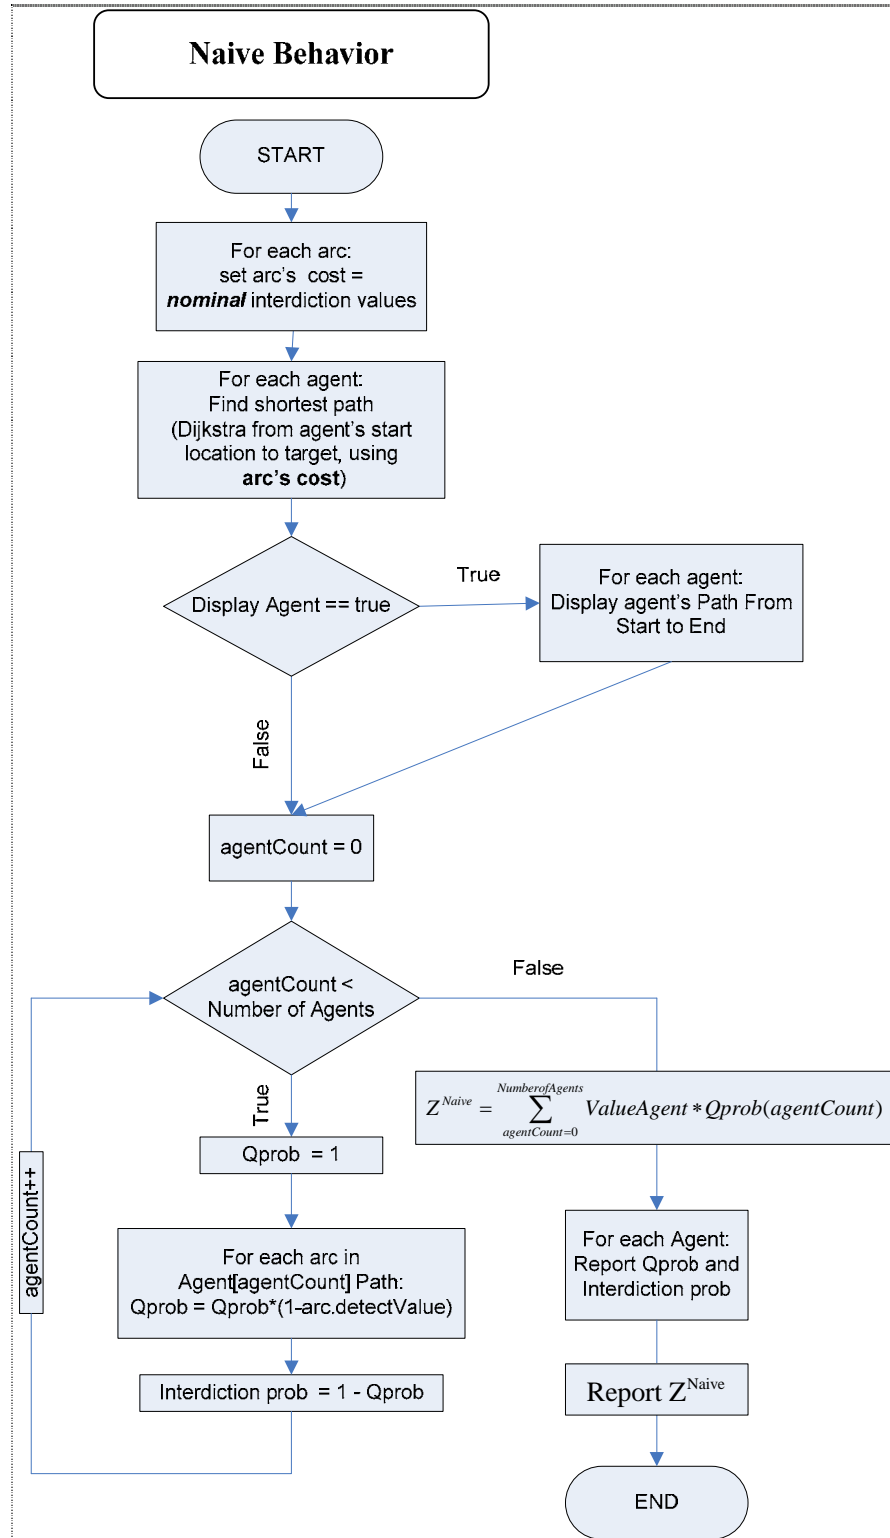 Naive Behavior
START
For each arc:
set arc's  cost =
nominal interdiction values
For each agent:
Find shortest path
(Dijkstra from agent's start
location to target, using
arc's cost)
Display Agent == true
True
For each agent:
Display agent's Path From
Start to End
False
agentCount = 0
agentCount <
Number of Agents
False
True
Z^{Naive} = \sum_{agentCount=0}^{NumberofAgents} ValueAgent * Qprob(agentCount)
Qprob  = 1
agentCount++
For each arc in
Agent[agentCount] Path:
Qprob = Qprob*(1-arc.detectValue)
For each Agent:
Report Qprob and
Interdiction prob
Interdiction prob  = 1 - Qprob
Report Z^{Naive}
END